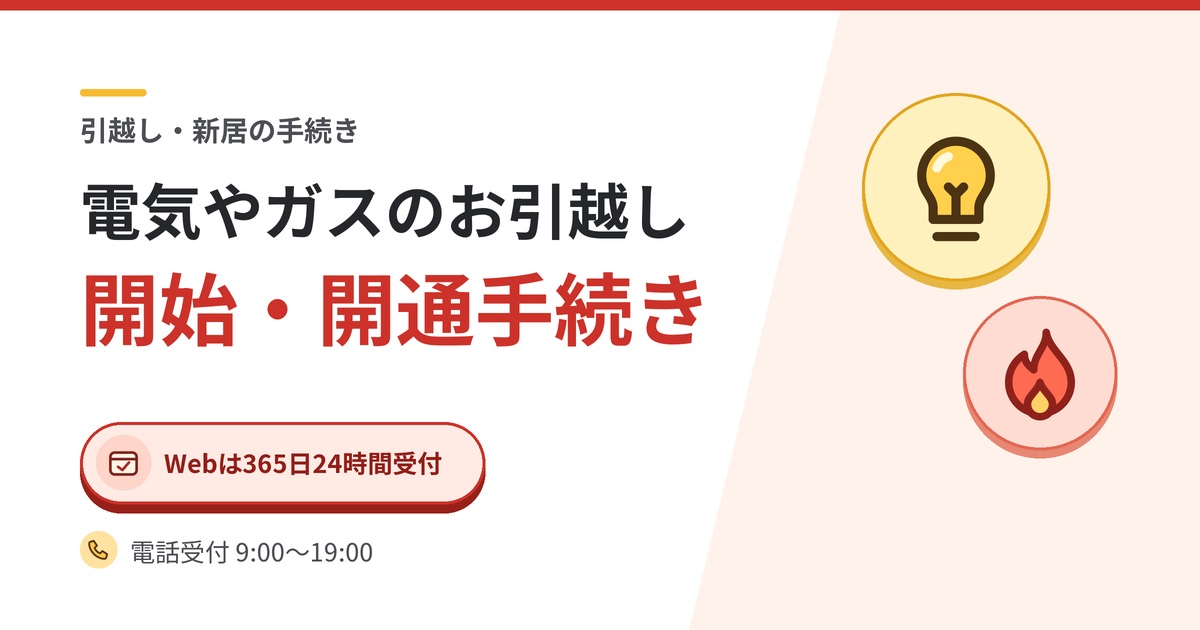 引越し・新居の手続き
電気やガスのお引越し
開始・開通手続き
Webは365日24時間受付
電話受付 9:00〜19:00